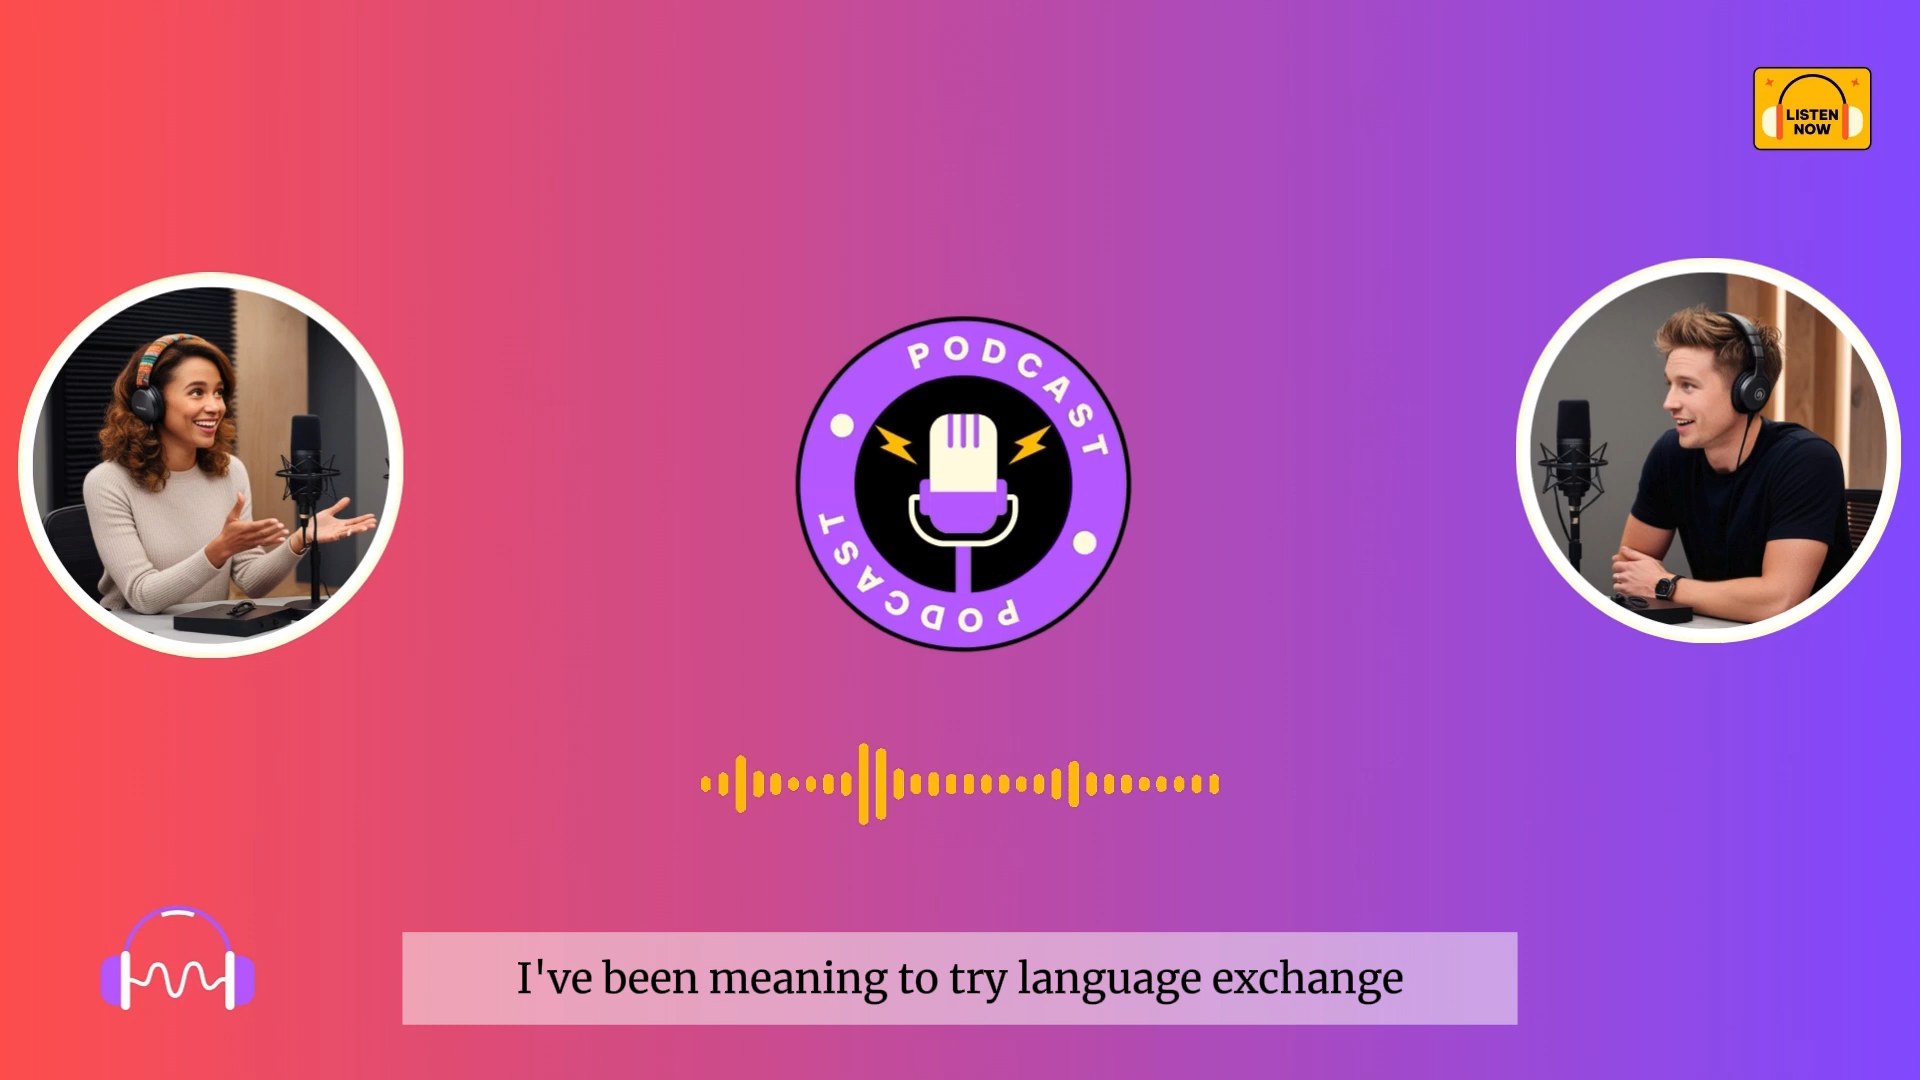 LISTEN
NOW
PODCAST
PODCAST
I've been meaning to try language exchange